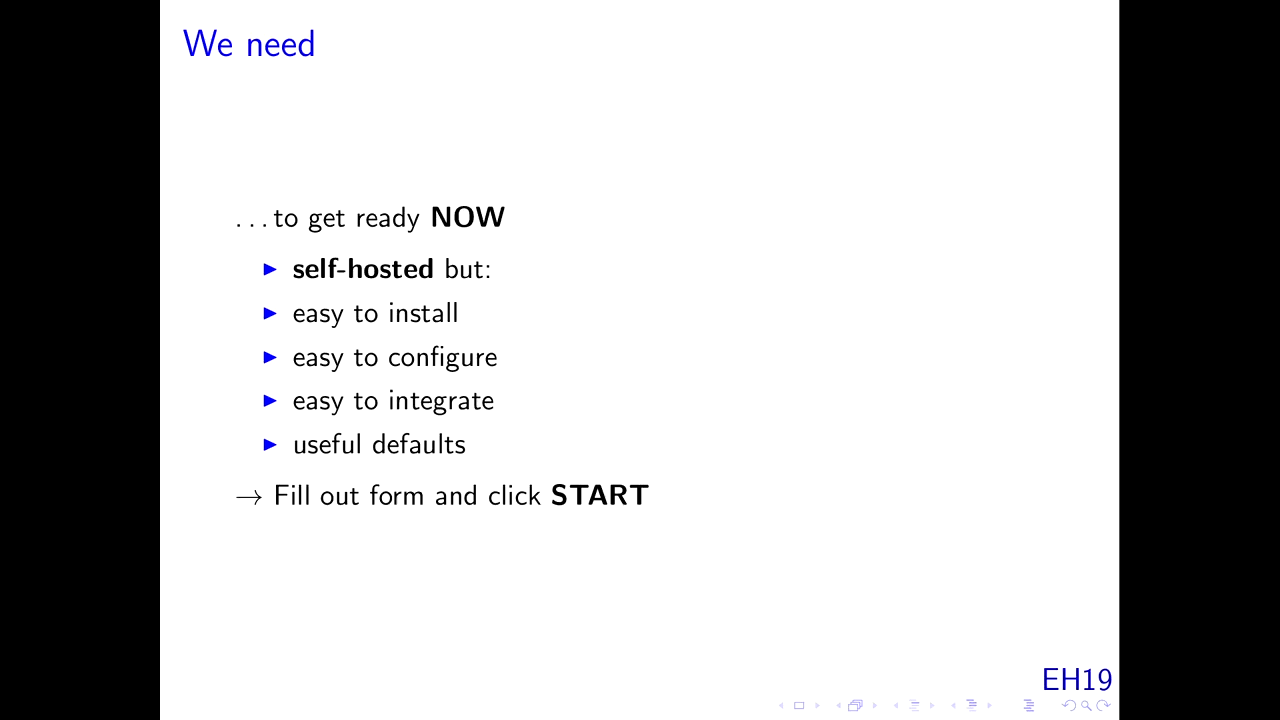 We need
...to get ready NOW
▶ self-hosted but:
▶ easy to install
▶ easy to configure
▶ easy to integrate
▶ useful defaults
→ Fill out form and click START
EH19